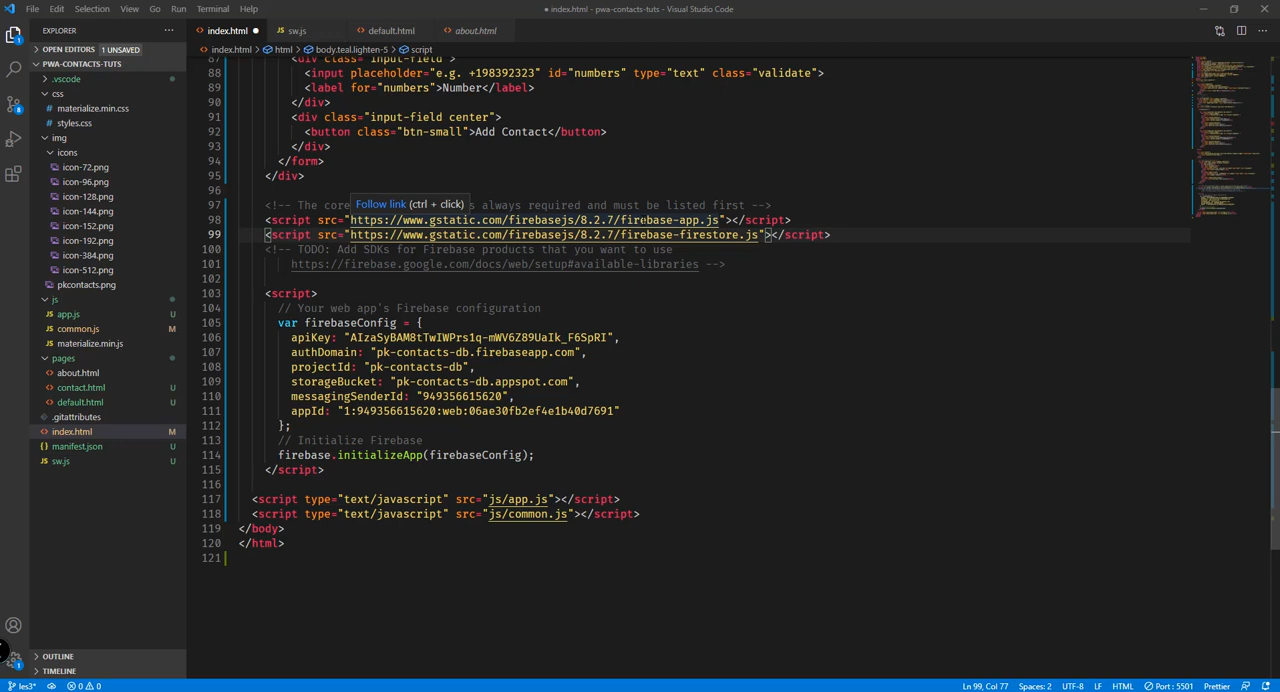 File Edit Selection View Go Run Terminal Help
● index.html - pwa-contacts-tuts - Visual Studio Code
EXPLORER
index.html ●
sw.js
default.html
about.html
OPEN EDITORS 1 UNSAVED
index.html > html > body.teal.lighten-5 > script
PWA-CONTACTS-TUTS
.vscode
css
materialize.min.css
styles.css
img
icons
icon-72.png
icon-96.png
icon-128.png
icon-144.png
icon-152.png
icon-192.png
icon-384.png
icon-512.png
pkcontacts.png
js
app.js U
common.js M
materialize.min.js
pages
about.html
contact.html U
default.html U
.gitattributes
index.html M
manifest.json U
sw.js U
OUTLINE
TIMELINE
87 <div class="input-field">
88 <input placeholder="e.g. +198392323" id="numbers" type="text" class="validate">
89 <label for="numbers">Number</label>
90 </div>
91 <div class="input-field center">
92 <button class="btn-small">Add Contact</button>
93 </div>
94 </form>
95 </div>
96
Follow link (ctrl + click)
97 <!-- The core s always required and must be listed first -->
98 <script src="https://www.gstatic.com/firebasejs/8.2.7/firebase-app.js"></script>
99 <script src="https://www.gstatic.com/firebasejs/8.2.7/firebase-firestore.js"></script>
100 <!-- TODO: Add SDKs for Firebase products that you want to use
101 https://firebase.google.com/docs/web/setup#available-libraries -->
102
103 <script>
104 // Your web app's Firebase configuration
105 var firebaseConfig = {
106 apiKey: "AIzaSyBAM8tTwIWPrs1q-mWV6Z89UaIk_F6SpRI",
107 authDomain: "pk-contacts-db.firebaseapp.com",
108 projectId: "pk-contacts-db",
109 storageBucket: "pk-contacts-db.appspot.com",
110 messagingSenderId: "949356615620",
111 appId: "1:949356615620:web:06ae30fb2ef4e1b40d7691"
112 };
113 // Initialize Firebase
114 firebase.initializeApp(firebaseConfig);
115 </script>
116
117 <script type="text/javascript" src="js/app.js"></script>
118 <script type="text/javascript" src="js/common.js"></script>
119 </body>
120 </html>
121
les3* 0 0
Ln 99, Col 77 Spaces: 2 UTF-8 LF HTML Port : 5501 Prettier